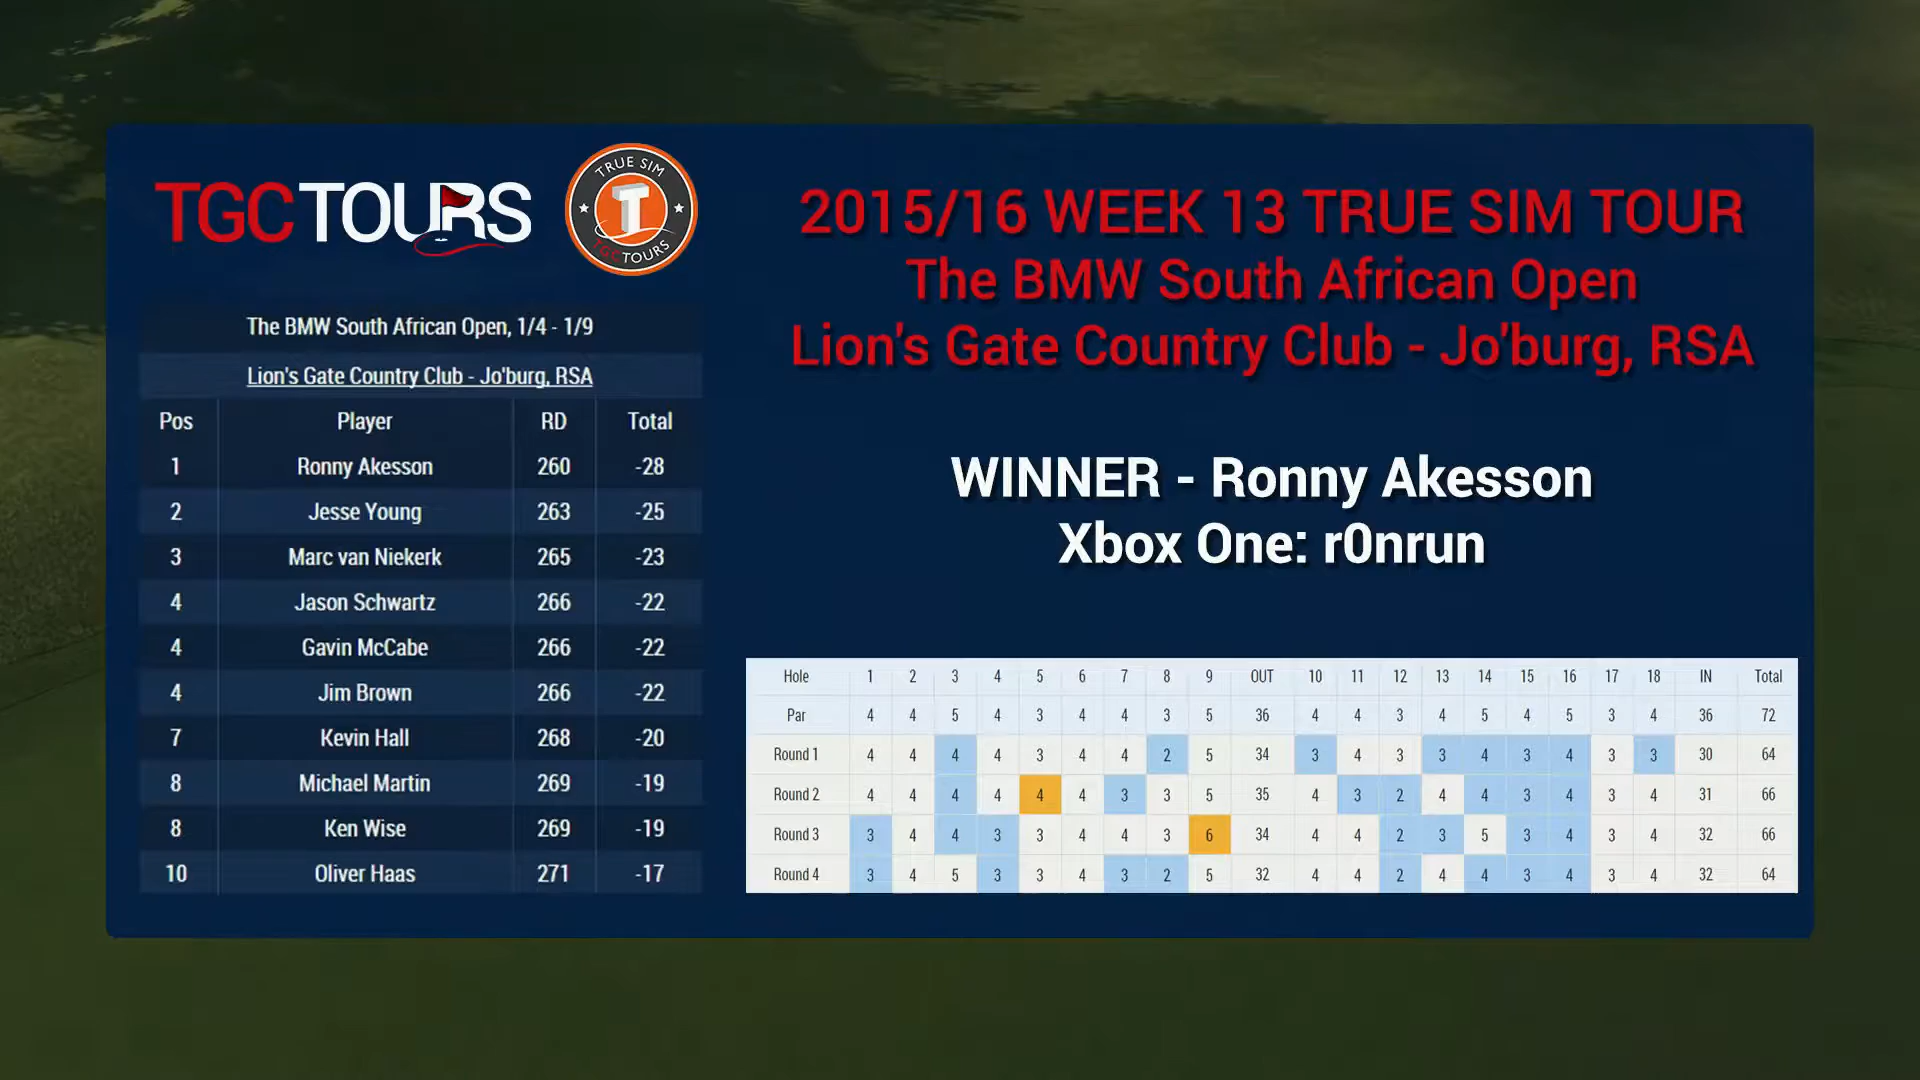 TGCTOURS
TRUE SIM
T
TGCTOURS
2015/16 WEEK 13 TRUE SIM TOUR
The BMW South African Open
Lion's Gate Country Club - Jo'burg, RSA
WINNER - Ronny Akesson
Xbox One: r0nrun
The BMW South African Open, 1/4 - 1/9
Lion's Gate Country Club - Jo'burg, RSA
Pos Player RD Total
1 Ronny Akesson 260 -28
2 Jesse Young 263 -25
3 Marc van Niekerk 265 -23
4 Jason Schwartz 266 -22
4 Gavin McCabe 266 -22
4 Jim Brown 266 -22
7 Kevin Hall 268 -20
8 Michael Martin 269 -19
8 Ken Wise 269 -19
10 Oliver Haas 271 -17
Hole 1 2 3 4 5 6 7 8 9 OUT 10 11 12 13 14 15 16 17 18 IN Total
Par 4 4 5 4 3 4 4 3 5 36 4 4 3 4 5 4 5 3 4 36 72
Round 1 4 4 4 4 3 4 4 2 5 34 3 4 3 3 4 3 4 3 3 30 64
Round 2 4 4 4 4 4 4 3 3 5 35 4 3 2 4 4 3 4 3 4 31 66
Round 3 3 4 4 3 3 4 4 3 6 34 4 4 2 3 5 3 4 3 4 32 66
Round 4 3 4 5 3 3 4 3 2 5 32 4 4 2 4 4 3 4 3 4 32 64